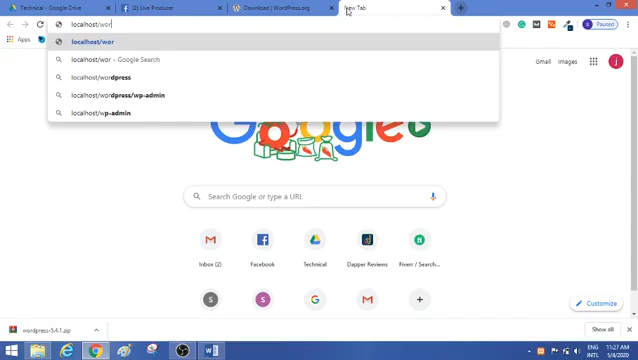 Technical - Google Drive
(2) Live Producer
Download | WordPress.org
New Tab
localhost/wor
Paused
Apps
localhost/wor
localhost/wor - Google Search
localhost/wordpress
localhost/wordpress/wp-admin
localhost/wp-admin
Gmail
Images
j
Search Google or type a URL
Inbox (2)
Facebook
Technical
Dapper Reviews
Fiverr / Search...
S
S
Customize
wordpress-5.4.1.zip
Show all
ENG
INTL
11:27 AM
5/4/2020